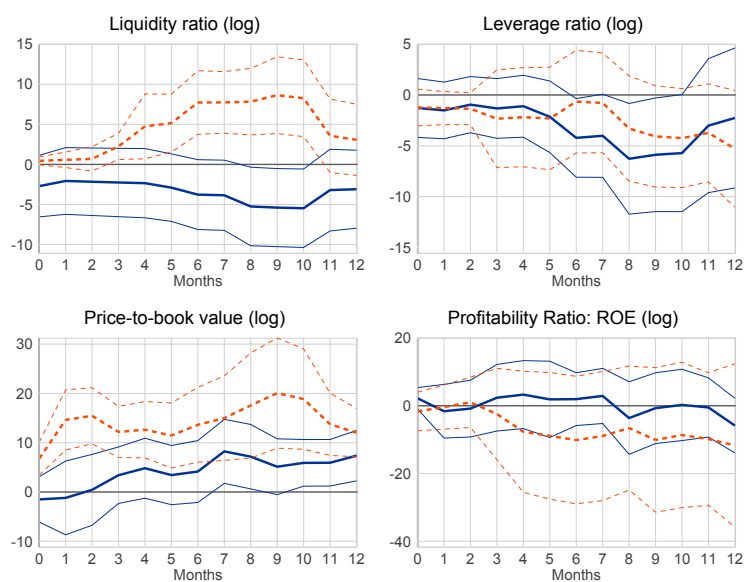 Liquidity ratio (log)
15
10
5
0
-5
-10
0 1 2 3 4 5 6 7 8 9 10 11 12
Months
Leverage ratio (log)
5
0
-5
-10
-15
0 1 2 3 4 5 6 7 8 9 10 11 12
Months
Price-to-book value (log)
30
20
10
0
-10
0 1 2 3 4 5 6 7 8 9 10 11 12
Months
Profitability Ratio: ROE (log)
20
0
-20
-40
0 1 2 3 4 5 6 7 8 9 10 11 12
Months